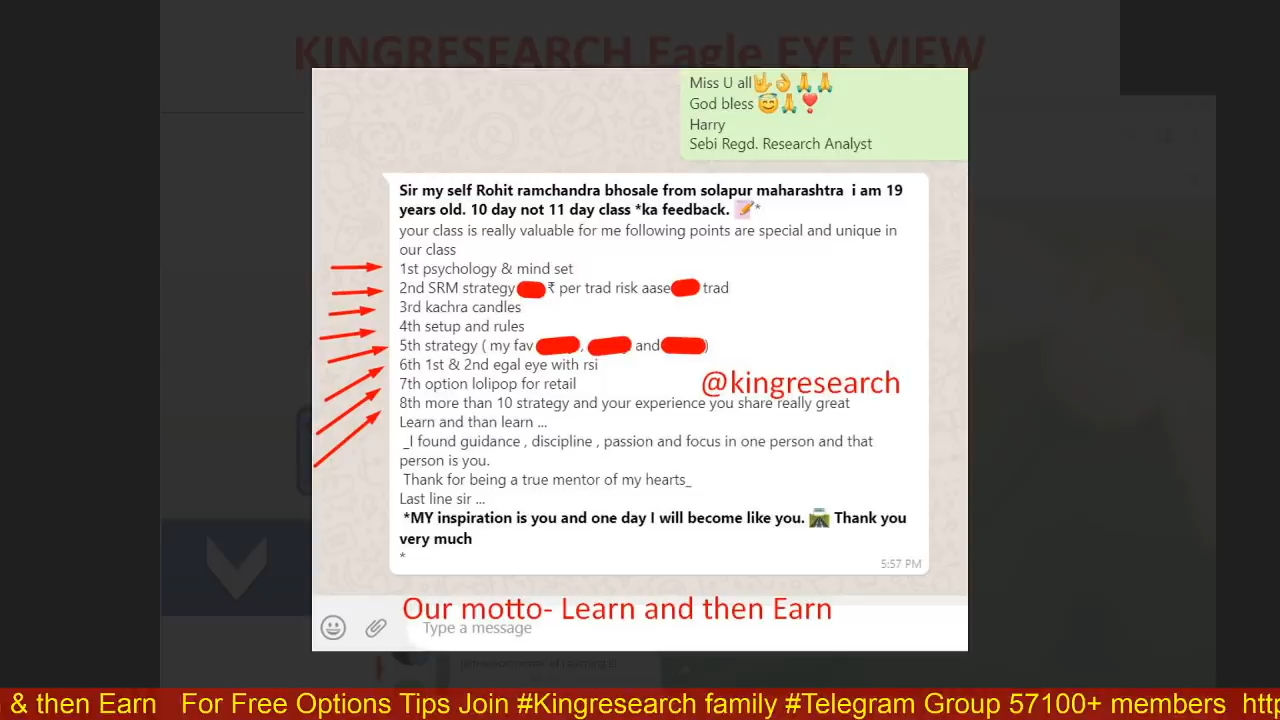 KINGRESEARCH Eagle EYE VIEW
Miss U all🤟👌🙏🙏
God bless 😇🙏❣️
Harry
Sebi Regd. Research Analyst
Sir my self Rohit ramchandra bhosale from solapur maharashtra i am 19
years old. 10 day not 11 day class *ka feedback. 📝*
your class is really valuable for me following points are special and unique in
our class
1st psychology & mind set
2nd SRM strategy ₹ per trad risk aase trad
3rd kachra candles
4th setup and rules
5th strategy ( my fav , and )
6th 1st & 2nd egal eye with rsi
7th option lolipop for retail
@kingresearch
8th more than 10 strategy and your experience you share really great
Learn and than learn ...
_I found guidance , discipline , passion and focus in one person and that
person is you.
Thank for being a true mentor of my hearts_
Last line sir ...
*MY inspiration is you and one day I will become like you. 🛣️ Thank you
very much
*
5:57 PM
Our motto- Learn and then Earn
Type a message
& then Earn For Free Options Tips Join #Kingresearch family #Telegram Group 57100+ members